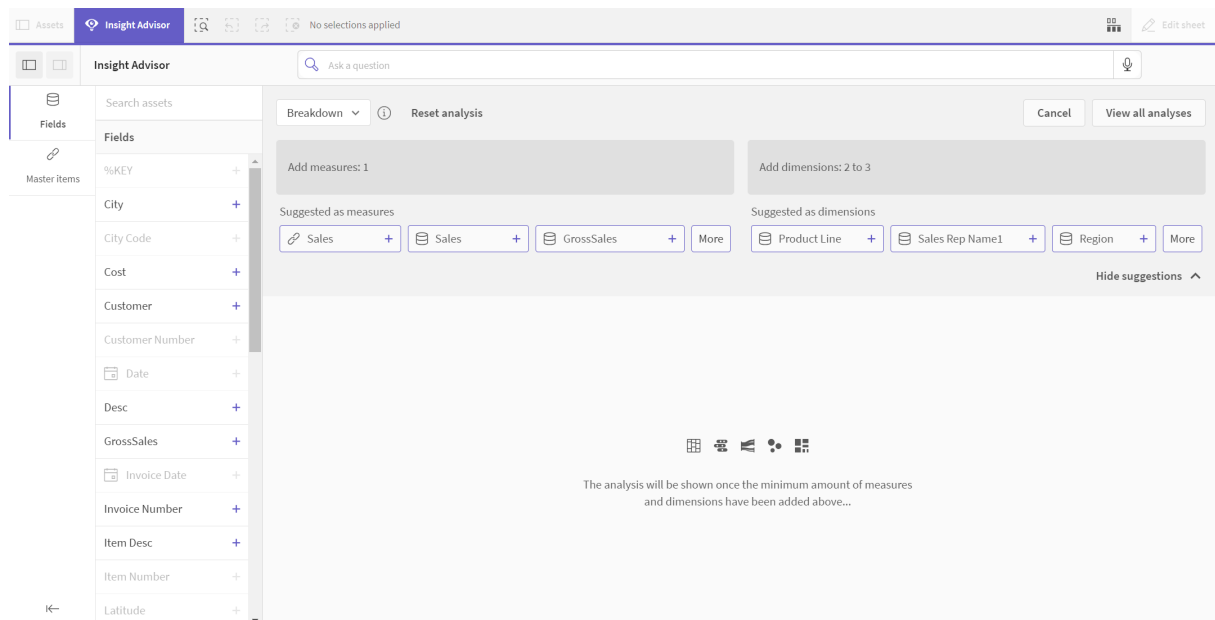 Assets
Insight Advisor
No selections applied
Edit sheet
Insight Advisor
Ask a question
Fields
Master items
Search assets
Fields
%KEY
City
City Code
Cost
Customer
Customer Number
Date
Desc
GrossSales
Invoice Date
Invoice Number
Item Desc
Item Number
Latitude
Breakdown
Reset analysis
Cancel
View all analyses
Add measures: 1
Add dimensions: 2 to 3
Suggested as measures
Sales
Sales
GrossSales
More
Suggested as dimensions
Product Line
Sales Rep Name1
Region
More
Hide suggestions
The analysis will be shown once the minimum amount of measures
and dimensions have been added above...